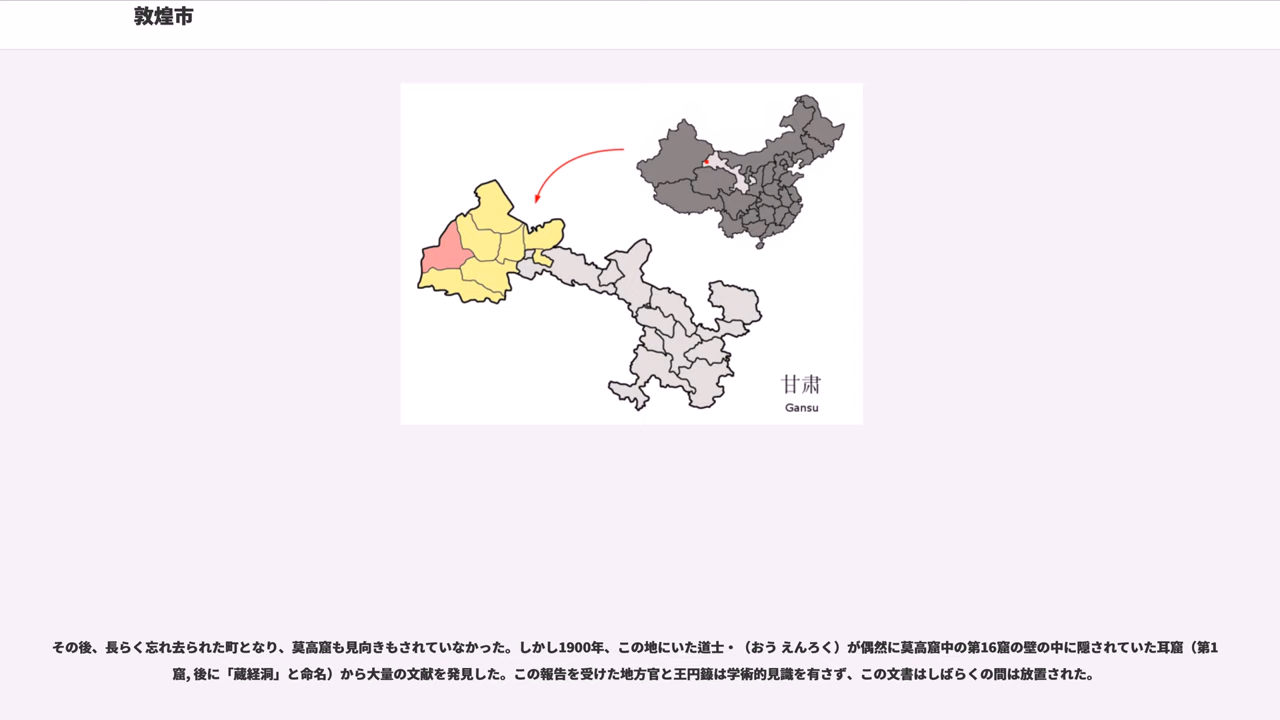 敦煌市
甘肃
Gansu
その後、長らく忘れ去られた町となり、莫高窟も見向きもされていなかった。しかし1900年、この地にいた道士・（おう えんろく）が偶然に莫高窟中の第16窟の壁の中に隠されていた耳窟（第1
窟, 後に「蔵経洞」と命名）から大量の文献を発見した。この報告を受けた地方官と王円籙は学術的見識を有さず、この文書はしばらくの間は放置された。